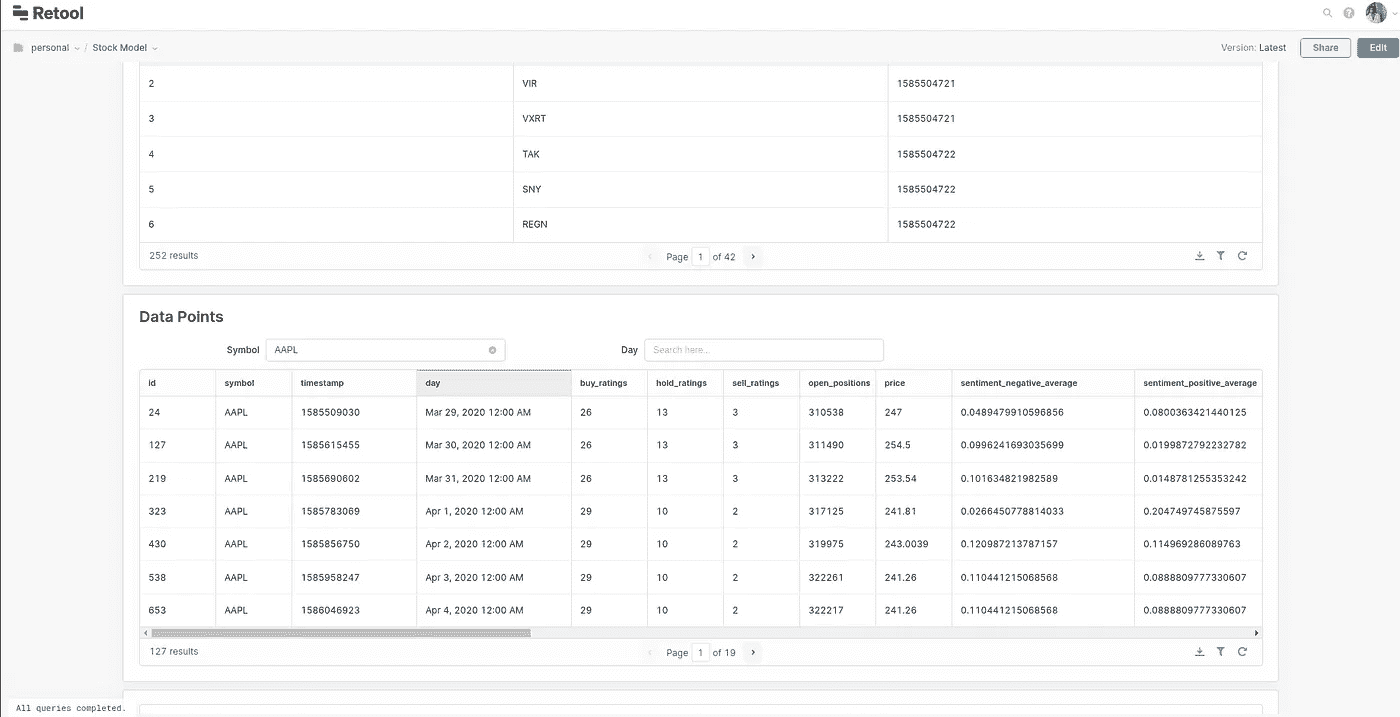 Retool
personal / Stock Model
Version: Latest
Share
Edit
2 VIR 1585504721
3 VXRT 1585504721
4 TAK 1585504722
5 SNY 1585504722
6 REGN 1585504722
252 results
Page 1 of 42
Data Points
Symbol AAPL
Day Search here...
id symbol timestamp day buy_ratings hold_ratings sell_ratings open_positions price sentiment_negative_average sentiment_positive_average
24 AAPL 1585509030 Mar 29, 2020 12:00 AM 26 13 3 310538 247 0.0489479910596856 0.0800363421440125
127 AAPL 1585615455 Mar 30, 2020 12:00 AM 26 13 3 311490 254.5 0.0996241693035699 0.0199872792232782
219 AAPL 1585690602 Mar 31, 2020 12:00 AM 26 13 3 313222 253.54 0.101634821982589 0.0148781255353242
323 AAPL 1585783069 Apr 1, 2020 12:00 AM 29 10 2 317125 241.81 0.0266450778814033 0.204749745875597
430 AAPL 1585856750 Apr 2, 2020 12:00 AM 29 10 2 319975 243.0039 0.120987213787157 0.114969286089763
538 AAPL 1585958247 Apr 3, 2020 12:00 AM 29 10 2 322261 241.26 0.110441215068568 0.0888809777330607
653 AAPL 1586046923 Apr 4, 2020 12:00 AM 29 10 2 322217 241.26 0.110441215068568 0.0888809777330607
127 results
Page 1 of 19
All queries completed.